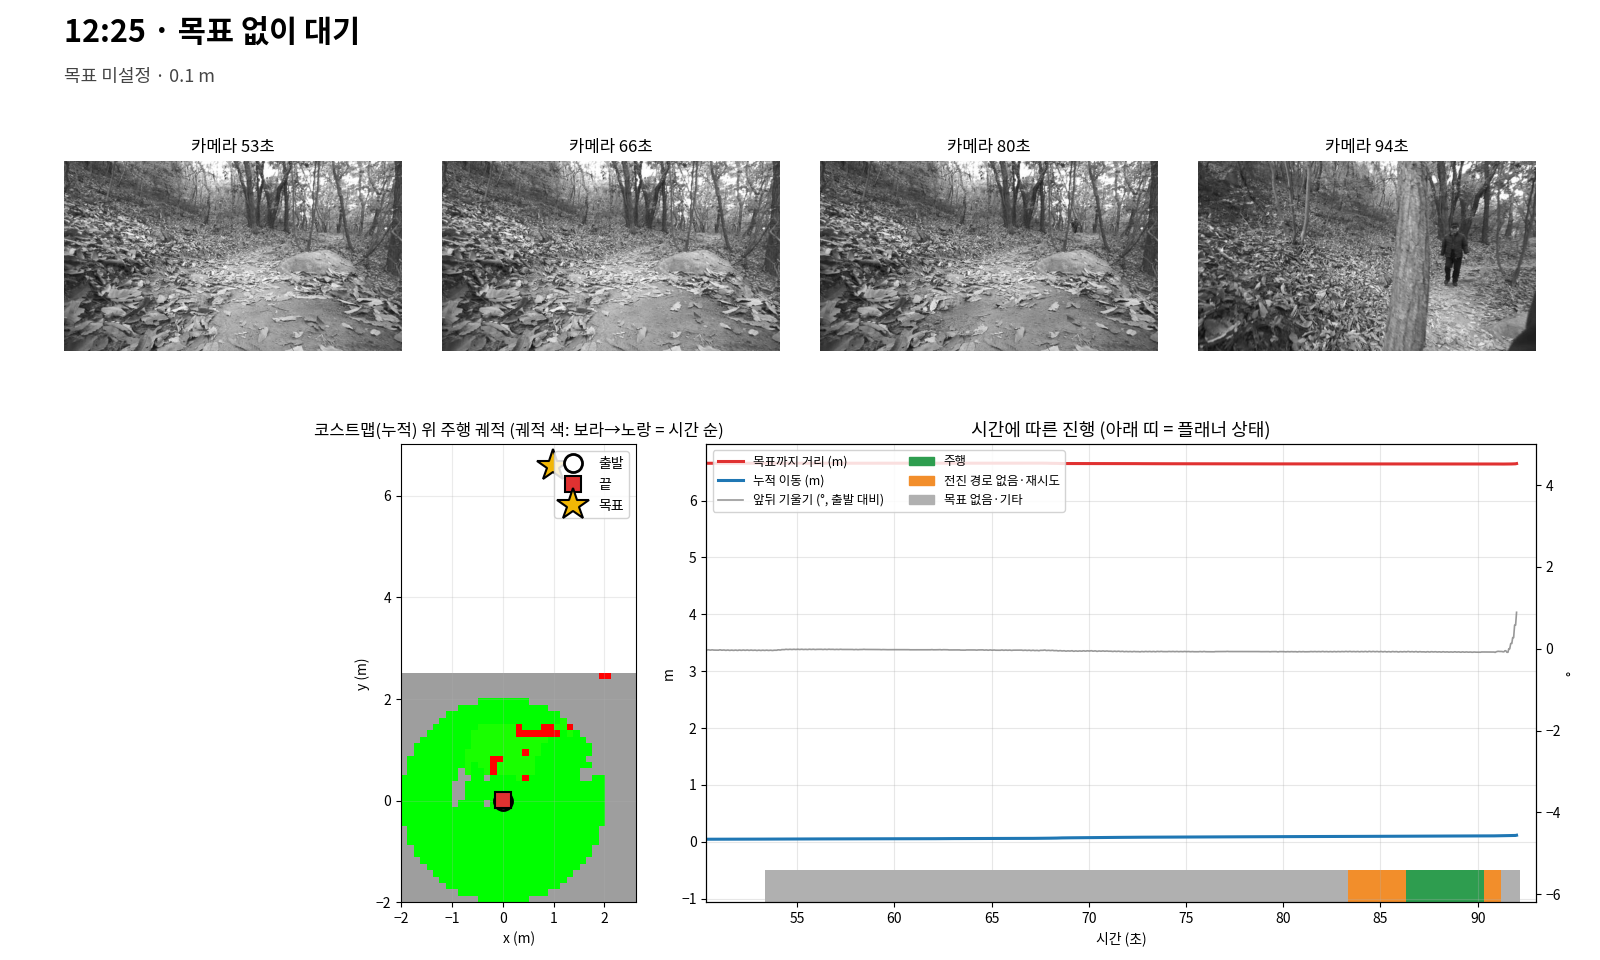 12:25 · 목표 없이 대기
목표 미설정 · 0.1 m
카메라 53초
카메라 66초
카메라 80초
카메라 94초
코스트맵(누적) 위 주행 궤적 (궤적 색: 보라→노랑 = 시간 순)
출발
끝
목표
6
4
2
0
−2
y (m)
−2
−1
0
1
2
x (m)
시간에 따른 진행 (아래 띠 = 플래너 상태)
목표까지 거리 (m)
누적 이동 (m)
앞뒤 기울기 (°, 출발 대비)
주행
전진 경로 없음·재시도
목표 없음·기타
6
5
4
3
2
1
0
−1
m
4
2
0
−2
−4
−6
°
55
60
65
70
75
80
85
90
시간 (초)